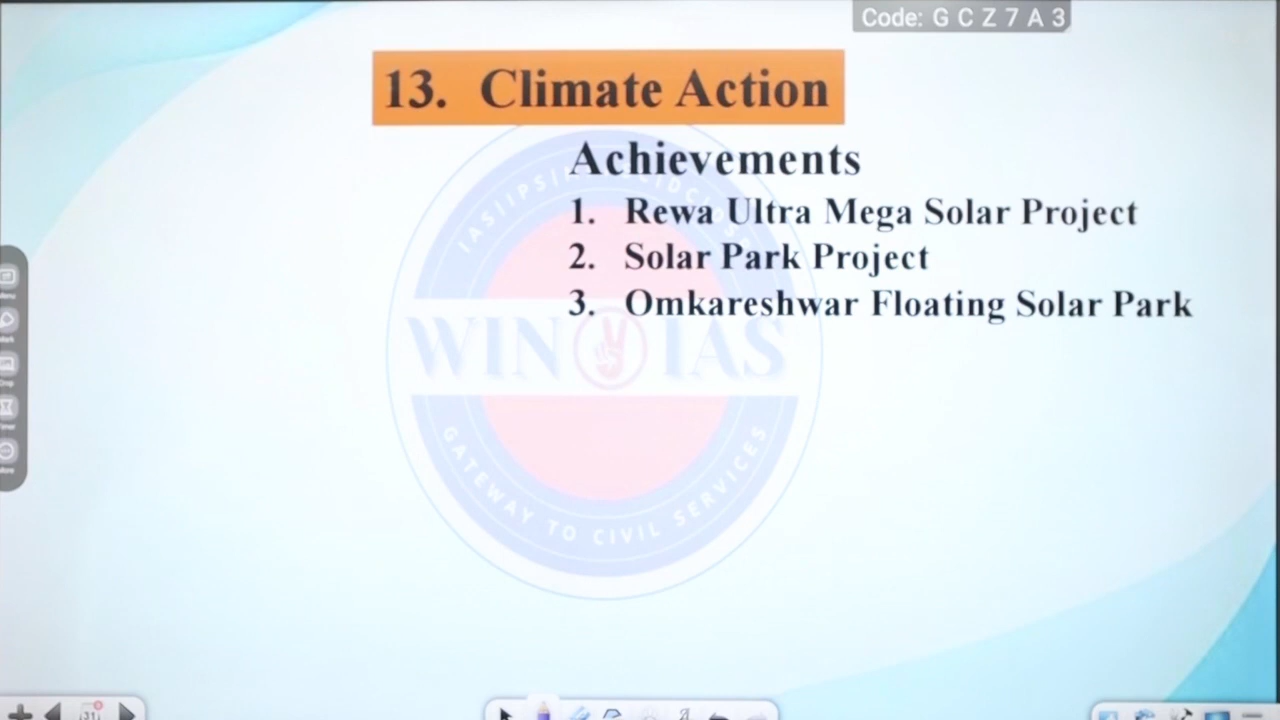 Code: G C Z 7 A 3
13. Climate Action
Achievements
1. Rewa Ultra Mega Solar Project
2. Solar Park Project
3. Omkareshwar Floating Solar Park
WIN IAS
GATEWAY TO CIVIL SERVICES